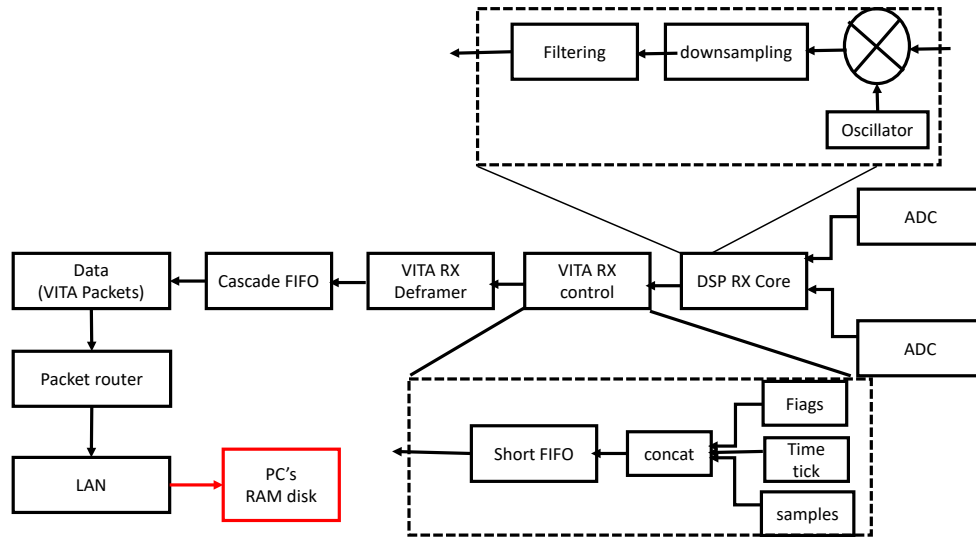 Filtering
downsampling
Oscillator
ADC
Data
(VITA Packets)
Cascade FIFO
VITA RX
Deframer
VITA RX
control
DSP RX Core
ADC
Packet router
Fiags
Short FIFO
concat
Time
tick
LAN
PC's
RAM disk
samples